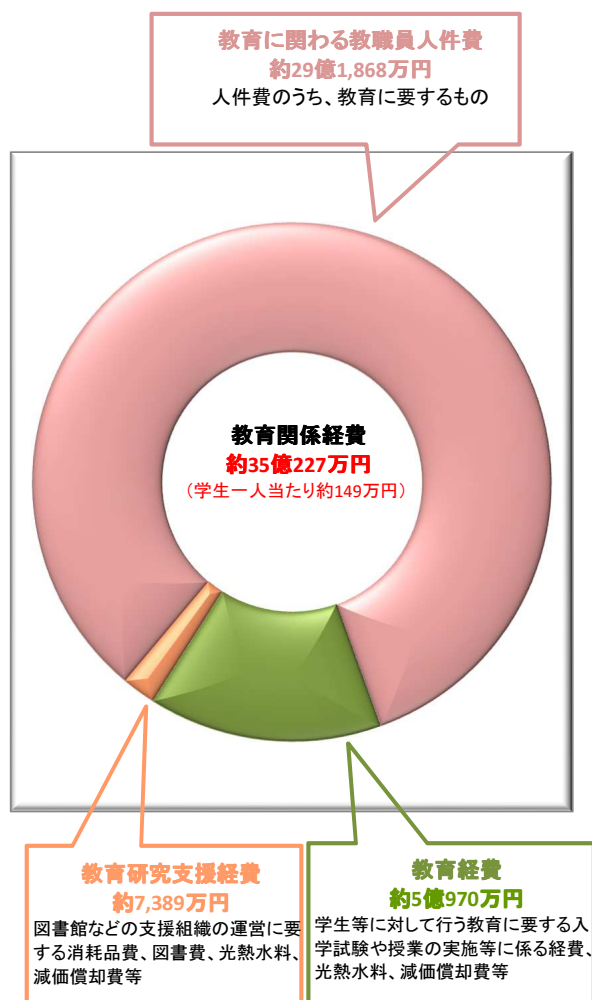 教育に関わる教職員人件費
約29億1,868万円
人件費のうち、教育に要するもの
教育関係経費
約35億227万円
（学生一人当たり約149万円）
教育研究支援経費
約7,389万円
図書館などの支援組織の運営に要
する消耗品費、図書費、光熱水料、
減価償却費等
教育経費
約5億970万円
学生等に対して行う教育に要する入
学試験や授業の実施等に係る経費、
光熱水料、減価償却費等